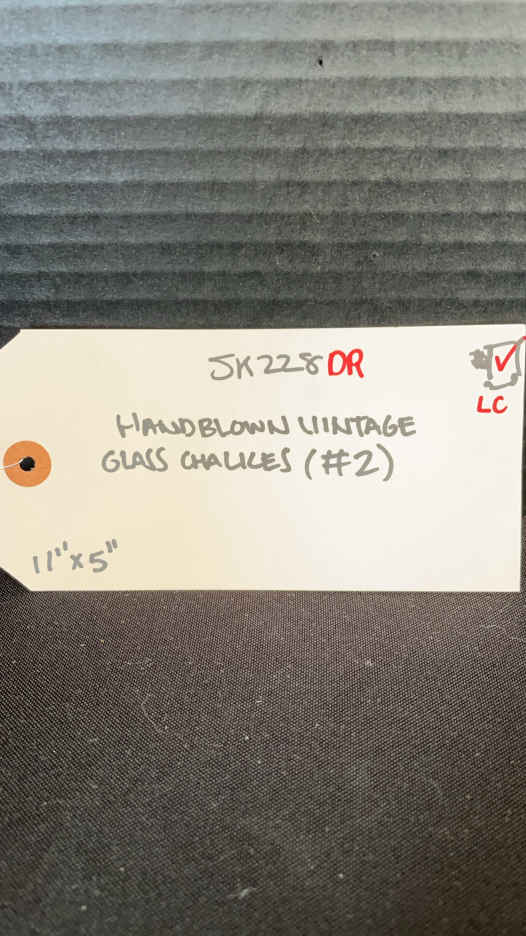 JK228DR
LC
HANDBLOWN VINTAGE
GLASS CHALICES (#2)
11"x5"